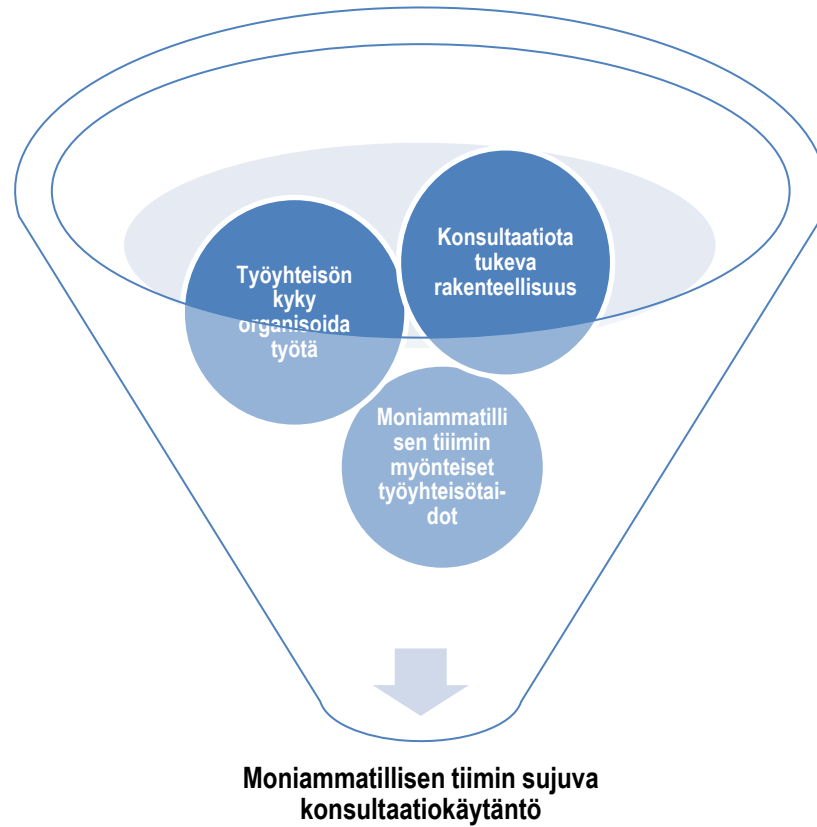 Konsultaatiota
tukeva
rakenteellisuus
Työyhteisön
kyky
organisoida
työtä
Moniammatilli
sen tiiimin
myönteiset
työyhteisötai-
dot
Moniammatillisen tiimin sujuva
konsultaatiokäytäntö